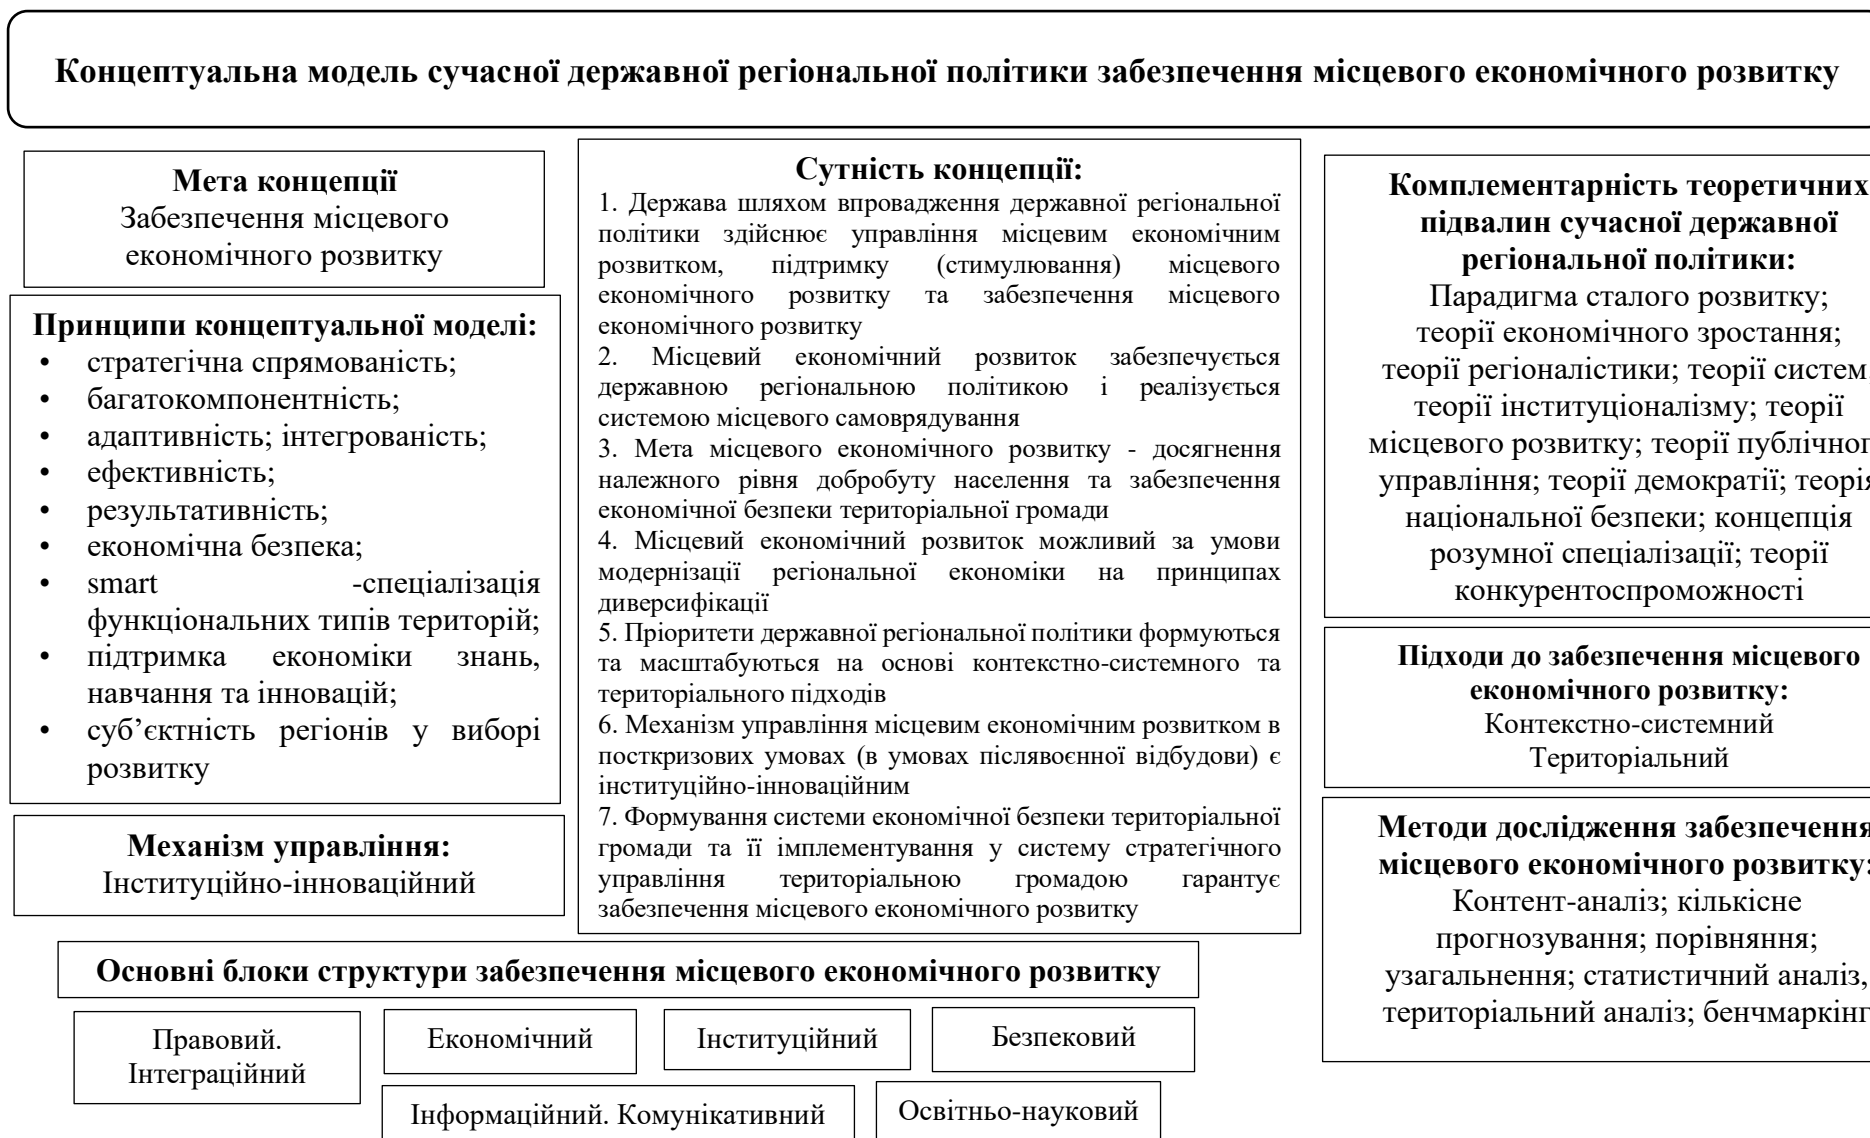 Концептуальна модель сучасної державної регіональної політики забезпечення місцевого економічного розвитку
Мета концепції
Забезпечення місцевого
економічного розвитку
Принципи концептуальної моделі:
• стратегічна спрямованість;
• багатокомпонентність;
• адаптивність; інтегрованість;
• ефективність;
• результативність;
• економічна безпека;
• smart -спеціалізація
функціональних типів територій;
• підтримка економіки знань,
навчання та інновацій;
• суб’єктність регіонів у виборі
розвитку
Механізм управління:
Інституційно-інноваційний
Сутність концепції:
1. Держава шляхом впровадження державної регіональної
політики здійснює управління місцевим економічним
розвитком, підтримку (стимулювання) місцевого
економічного розвитку та забезпечення місцевого
економічного розвитку
2. Місцевий економічний розвиток забезпечується
державною регіональною політикою і реалізується
системою місцевого самоврядування
3. Мета місцевого економічного розвитку - досягнення
належного рівня добробуту населення та забезпечення
економічної безпеки територіальної громади
4. Місцевий економічний розвиток можливий за умови
модернізації регіональної економіки на принципах
диверсифікації
5. Пріоритети державної регіональної політики формуються
та масштабуються на основі контекстно-системного та
територіального підходів
6. Механізм управління місцевим економічним розвитком в
посткризових умовах (в умовах післявоєнної відбудови) є
інституційно-інноваційним
7. Формування системи економічної безпеки територіальної
громади та її імплементування у систему стратегічного
управління територіальною громадою гарантує
забезпечення місцевого економічного розвитку
Комплементарність теоретичних
підвалин сучасної державної
регіональної політики:
Парадигма сталого розвитку;
теорії економічного зростання;
теорії регіоналістики; теорії систем
теорії інституціоналізму; теорії
місцевого розвитку; теорії
управління; теорії демократії; теорія
національної безпеки; концепція
розумної спеціалізації; теорії
конкурентоспроможності
Підходи до забезпечення місцевого
економічного розвитку:
Контекстно-системний
Територіальний
Методи дослідження забезпечення
місцевого економічного розвитку:
Контент-аналіз; кількісне
прогнозування; порівняння;
узагальнення; статистичний аналіз,
територіальний аналіз; бенчмаркінг
Основні блоки структури забезпечення місцевого економічного розвитку
Правовий.
Інтеграційний
Економічний
Інституційний
Безпековий
Інформаційний. Комунікативний
Освітньо-науковий